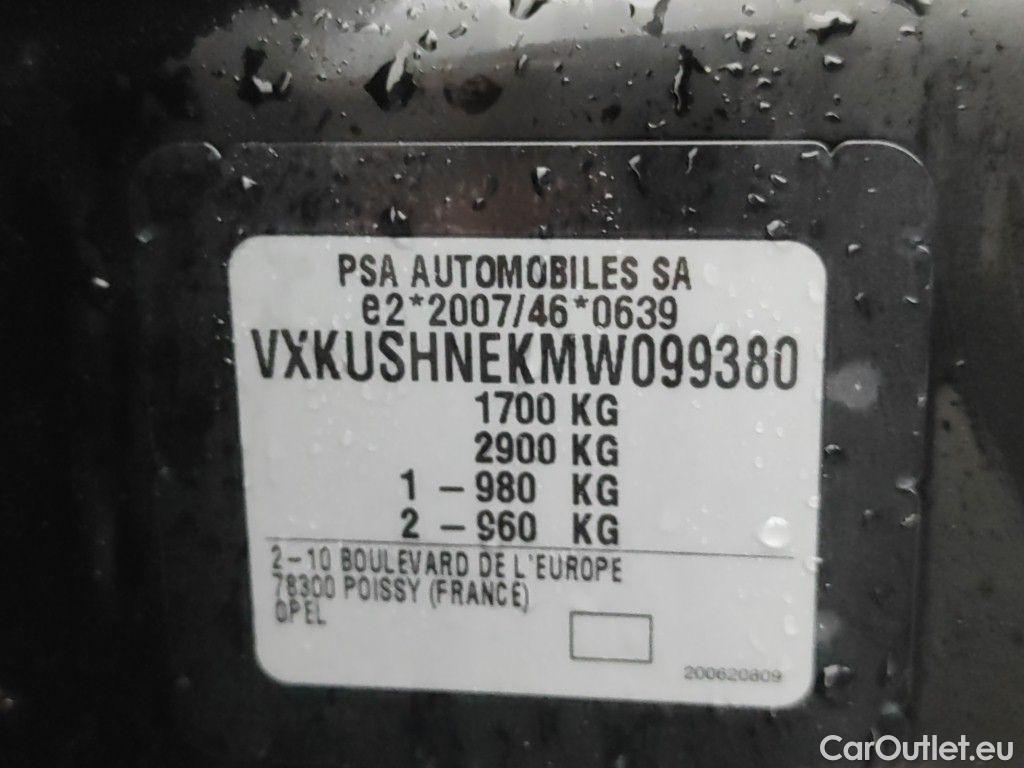 PSA AUTOMOBILES SA
e2*2007/46*0639
VXKUSHNEKMW099380
1700 KG
2900 KG
1 - 980 KG
2 - 960 KG
2-10 BOULEVARD DE L'EUROPE
78300 POISSY (FRANCE)
OPEL
200620809
CarOutlet.eu